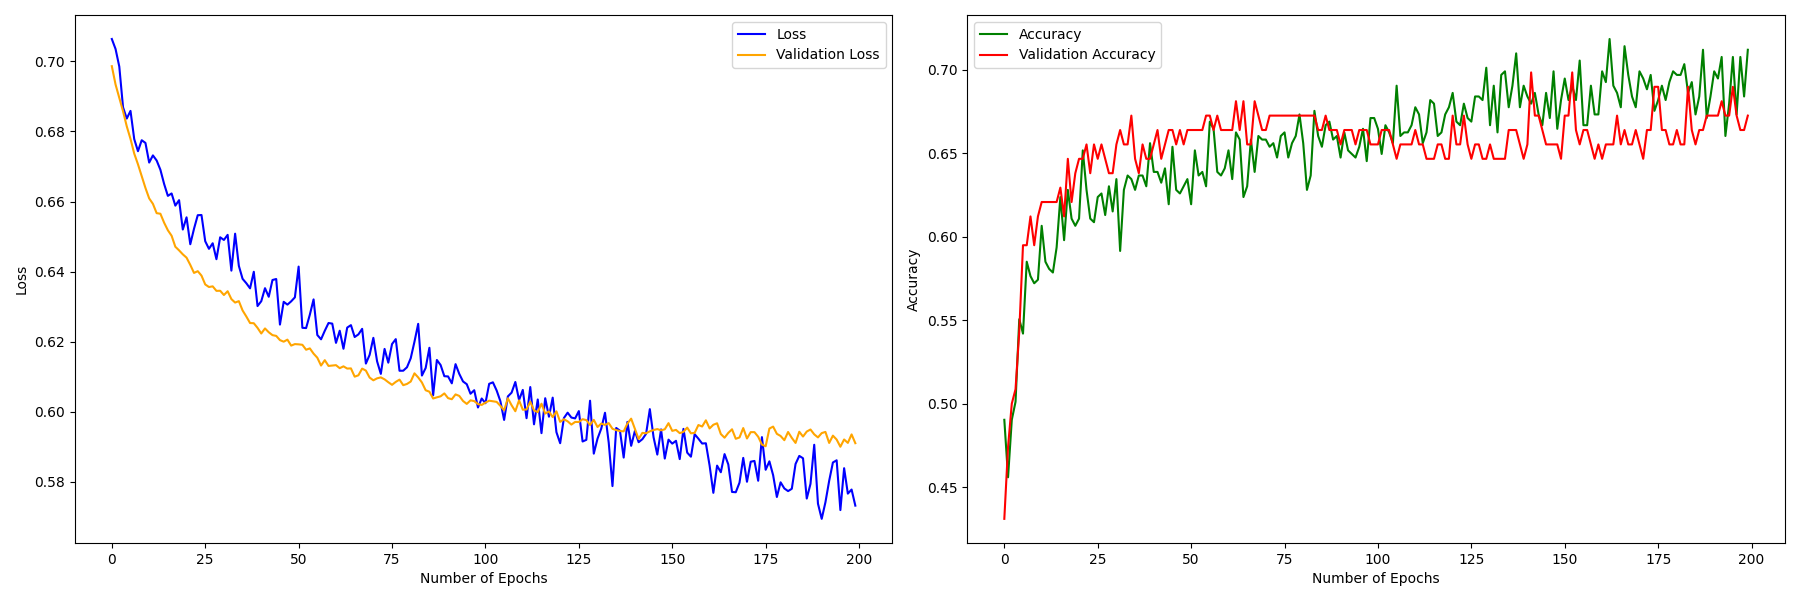 Loss
Validation Loss
0.70
0.68
0.66
0.64
0.62
0.60
0.58
Loss
0 25 50 75 100 125 150 175 200
Number of Epochs
Accuracy
Validation Accuracy
0.70
0.65
0.60
0.55
0.50
0.45
Accuracy
0 25 50 75 100 125 150 175 200
Number of Epochs